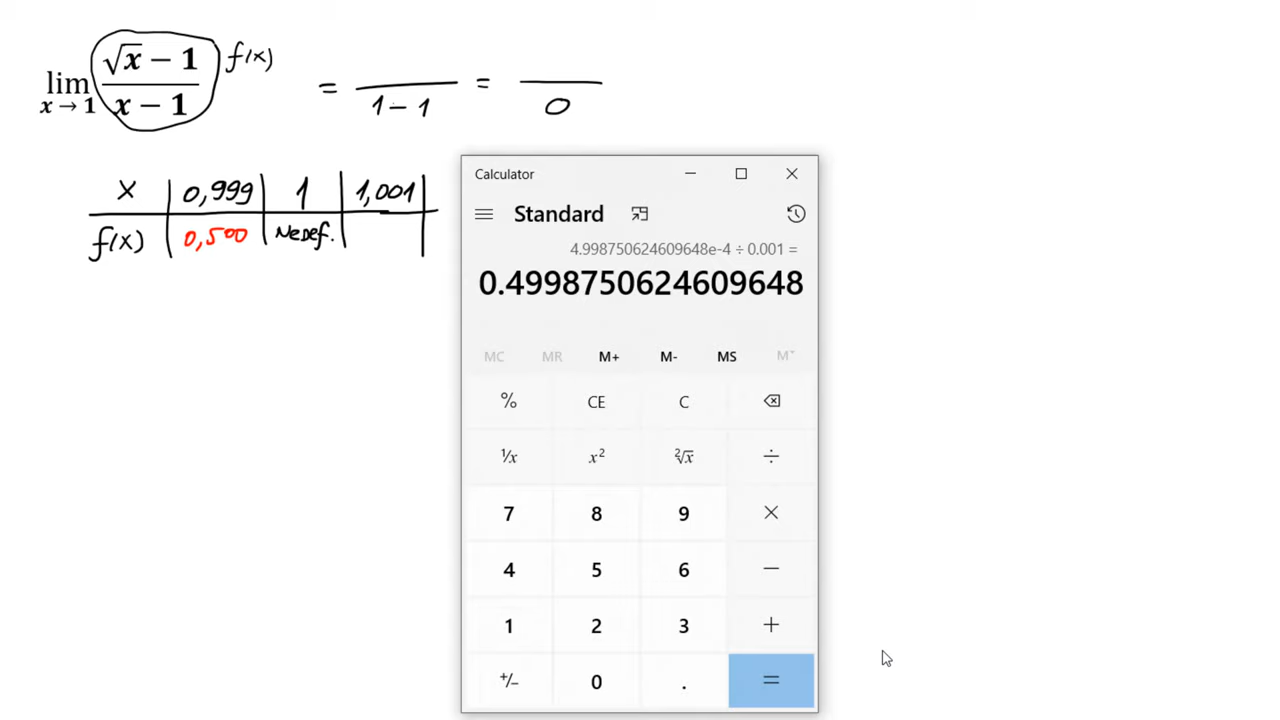 lim x→1 (√x − 1)/(x − 1) f(x) = /(1 − 1) = /0
x | 0,999 | 1 | 1,001 |
f(x) | 0,500 | NeDef. | |
Calculator
Standard
4.998750624609648e-4 ÷ 0.001 =
0.4998750624609648
MC MR M+ M- MS M˅
% CE C
¹/x x² ²√x ÷
7 8 9 ×
4 5 6 −
1 2 3 +
+/− 0 . =